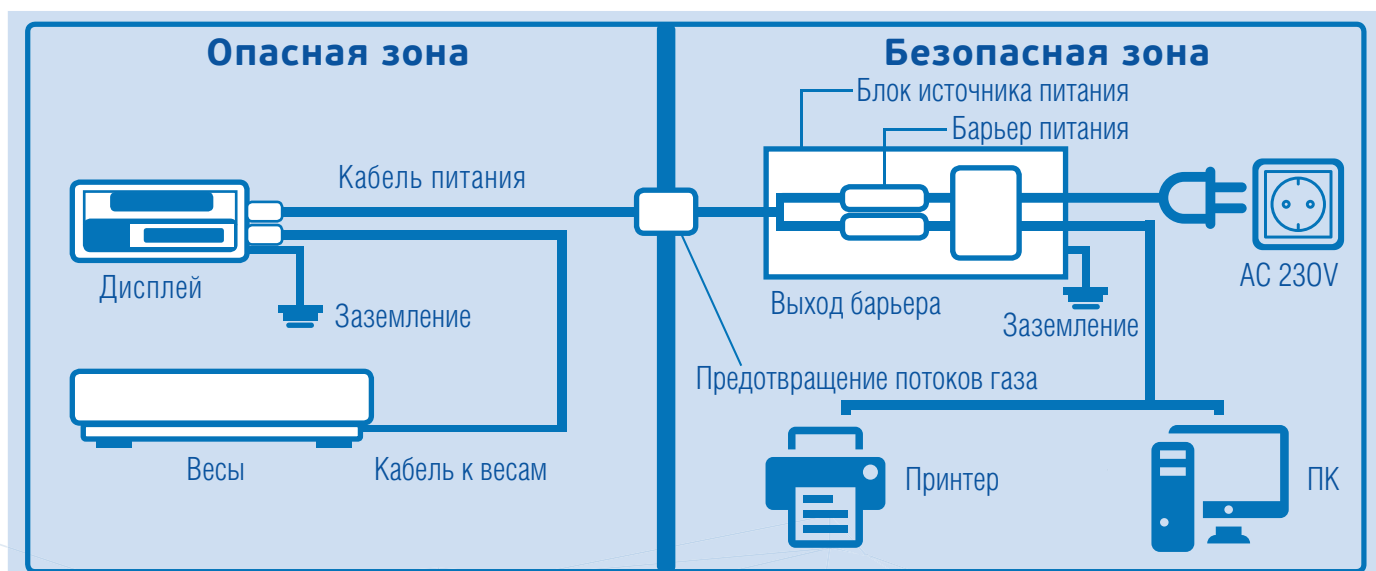 Опасная зона
Безопасная зона
Блок источника питания
Барьер питания
Кабель питания
Дисплей
Заземление
Выход барьера
Заземление
AC 230V
Предотвращение потоков газа
Весы
Кабель к весам
Принтер
ПК